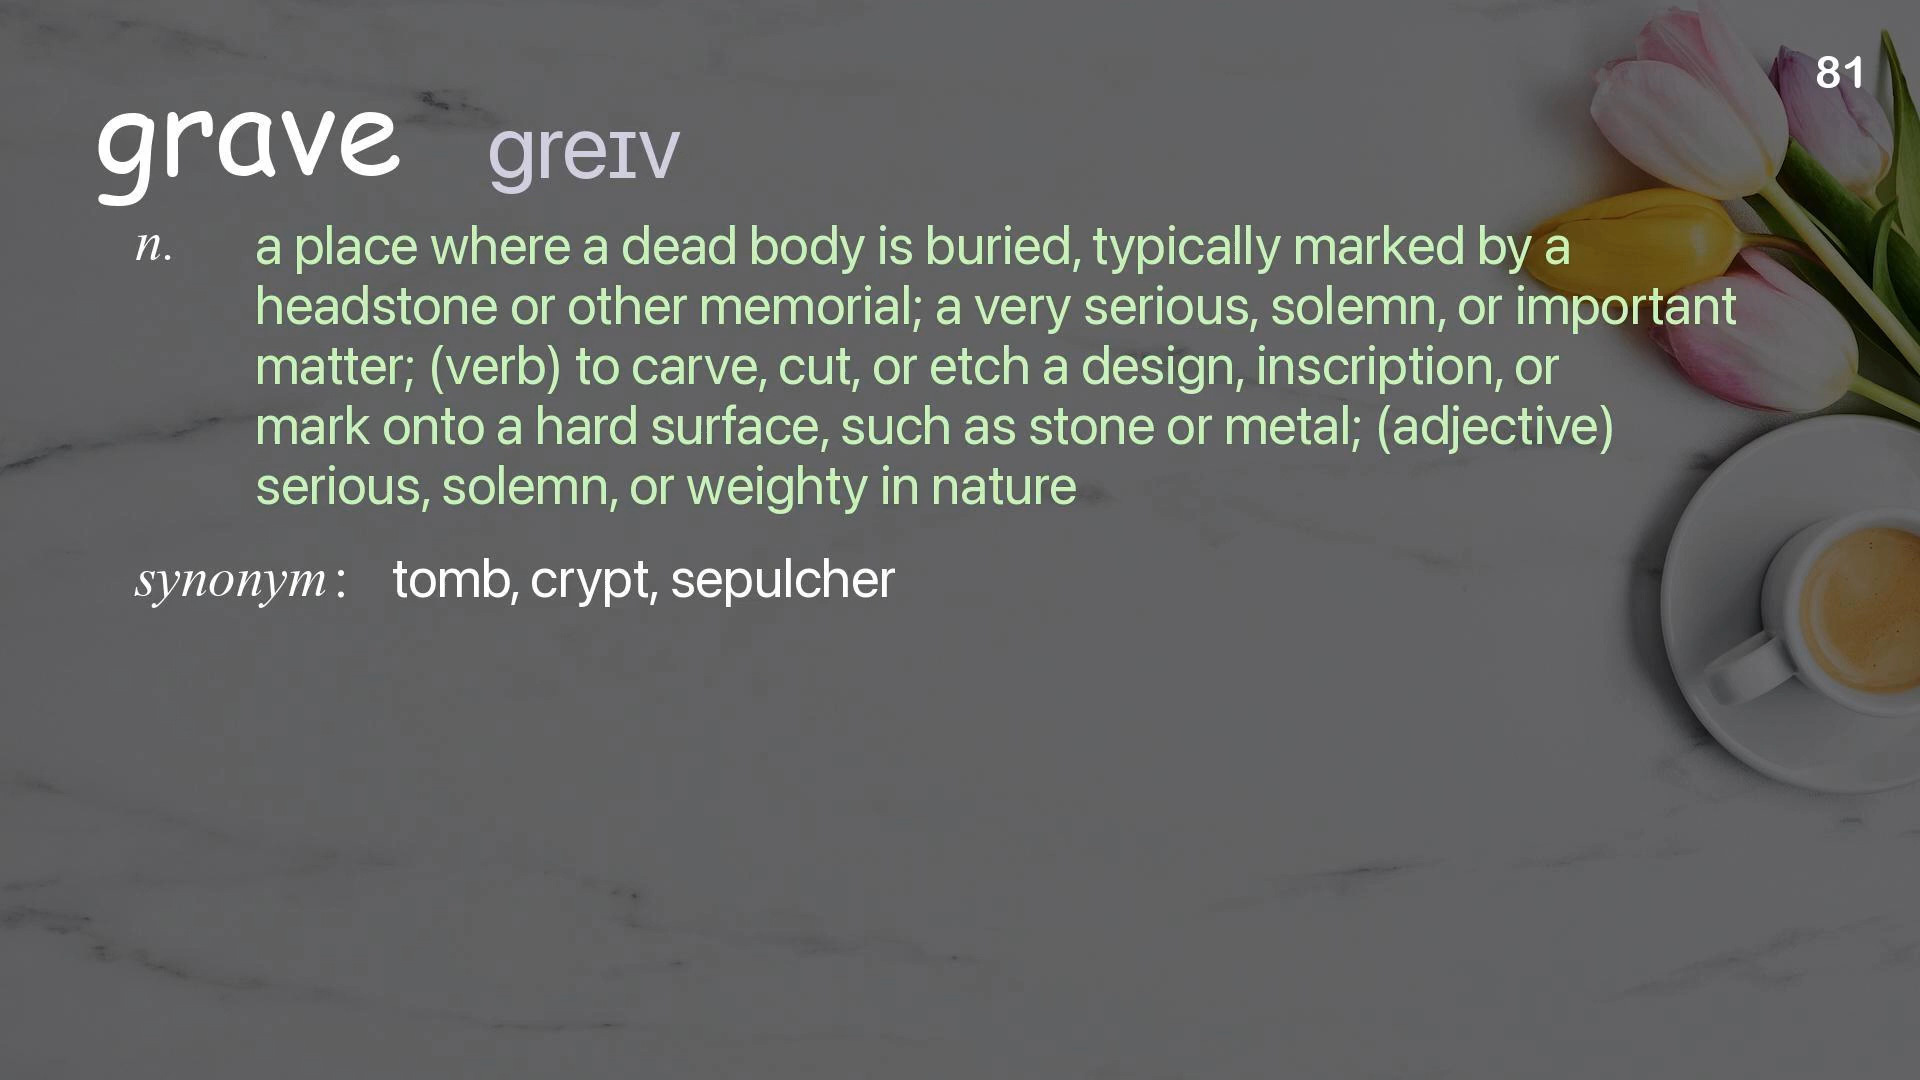 81
grave greɪv
n. a place where a dead body is buried, typically marked by a
headstone or other memorial; a very serious, solemn, or important
matter; (verb) to carve, cut, or etch a design, inscription, or
mark onto a hard surface, such as stone or metal; (adjective)
serious, solemn, or weighty in nature
synonym : tomb, crypt, sepulcher